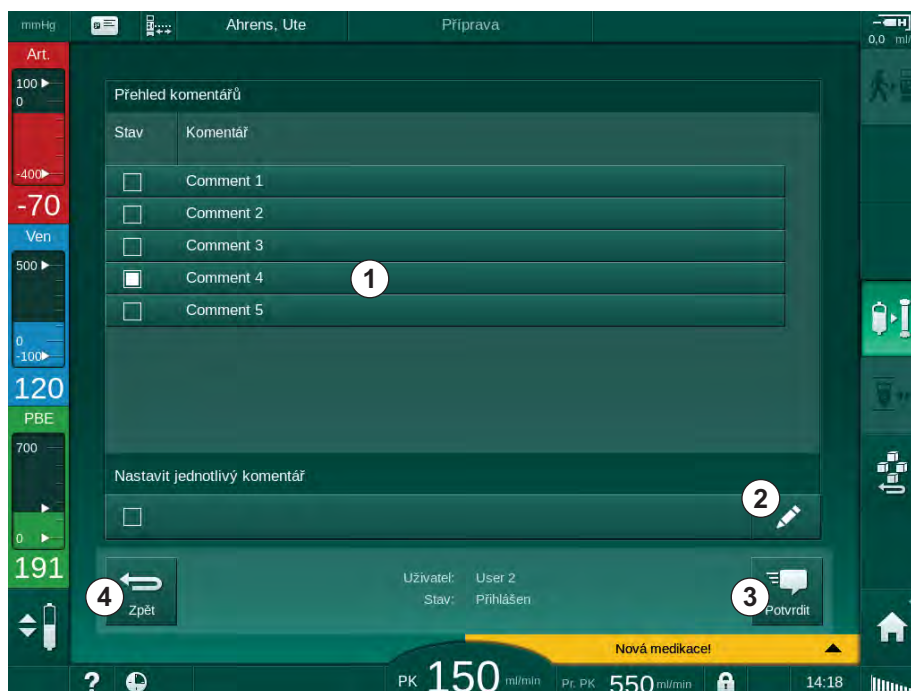 mmHg Ahrens, Ute Příprava
0,0 ml/
Art.
100
0
-400
-70
Ven
500
0
-100
120
PBE
700
0
191
Přehled komentářů
Stav Komentář
Comment 1
Comment 2
Comment 3
Comment 4
1
Comment 5
Nastavit jednotlivý komentář
2
4
Zpět
Uživatel: User 2
Stav: Přihlášen
3
Potvrdit
Nová medikace!
? PK 150 ml/min Pr. PK 550 ml/min 14:18